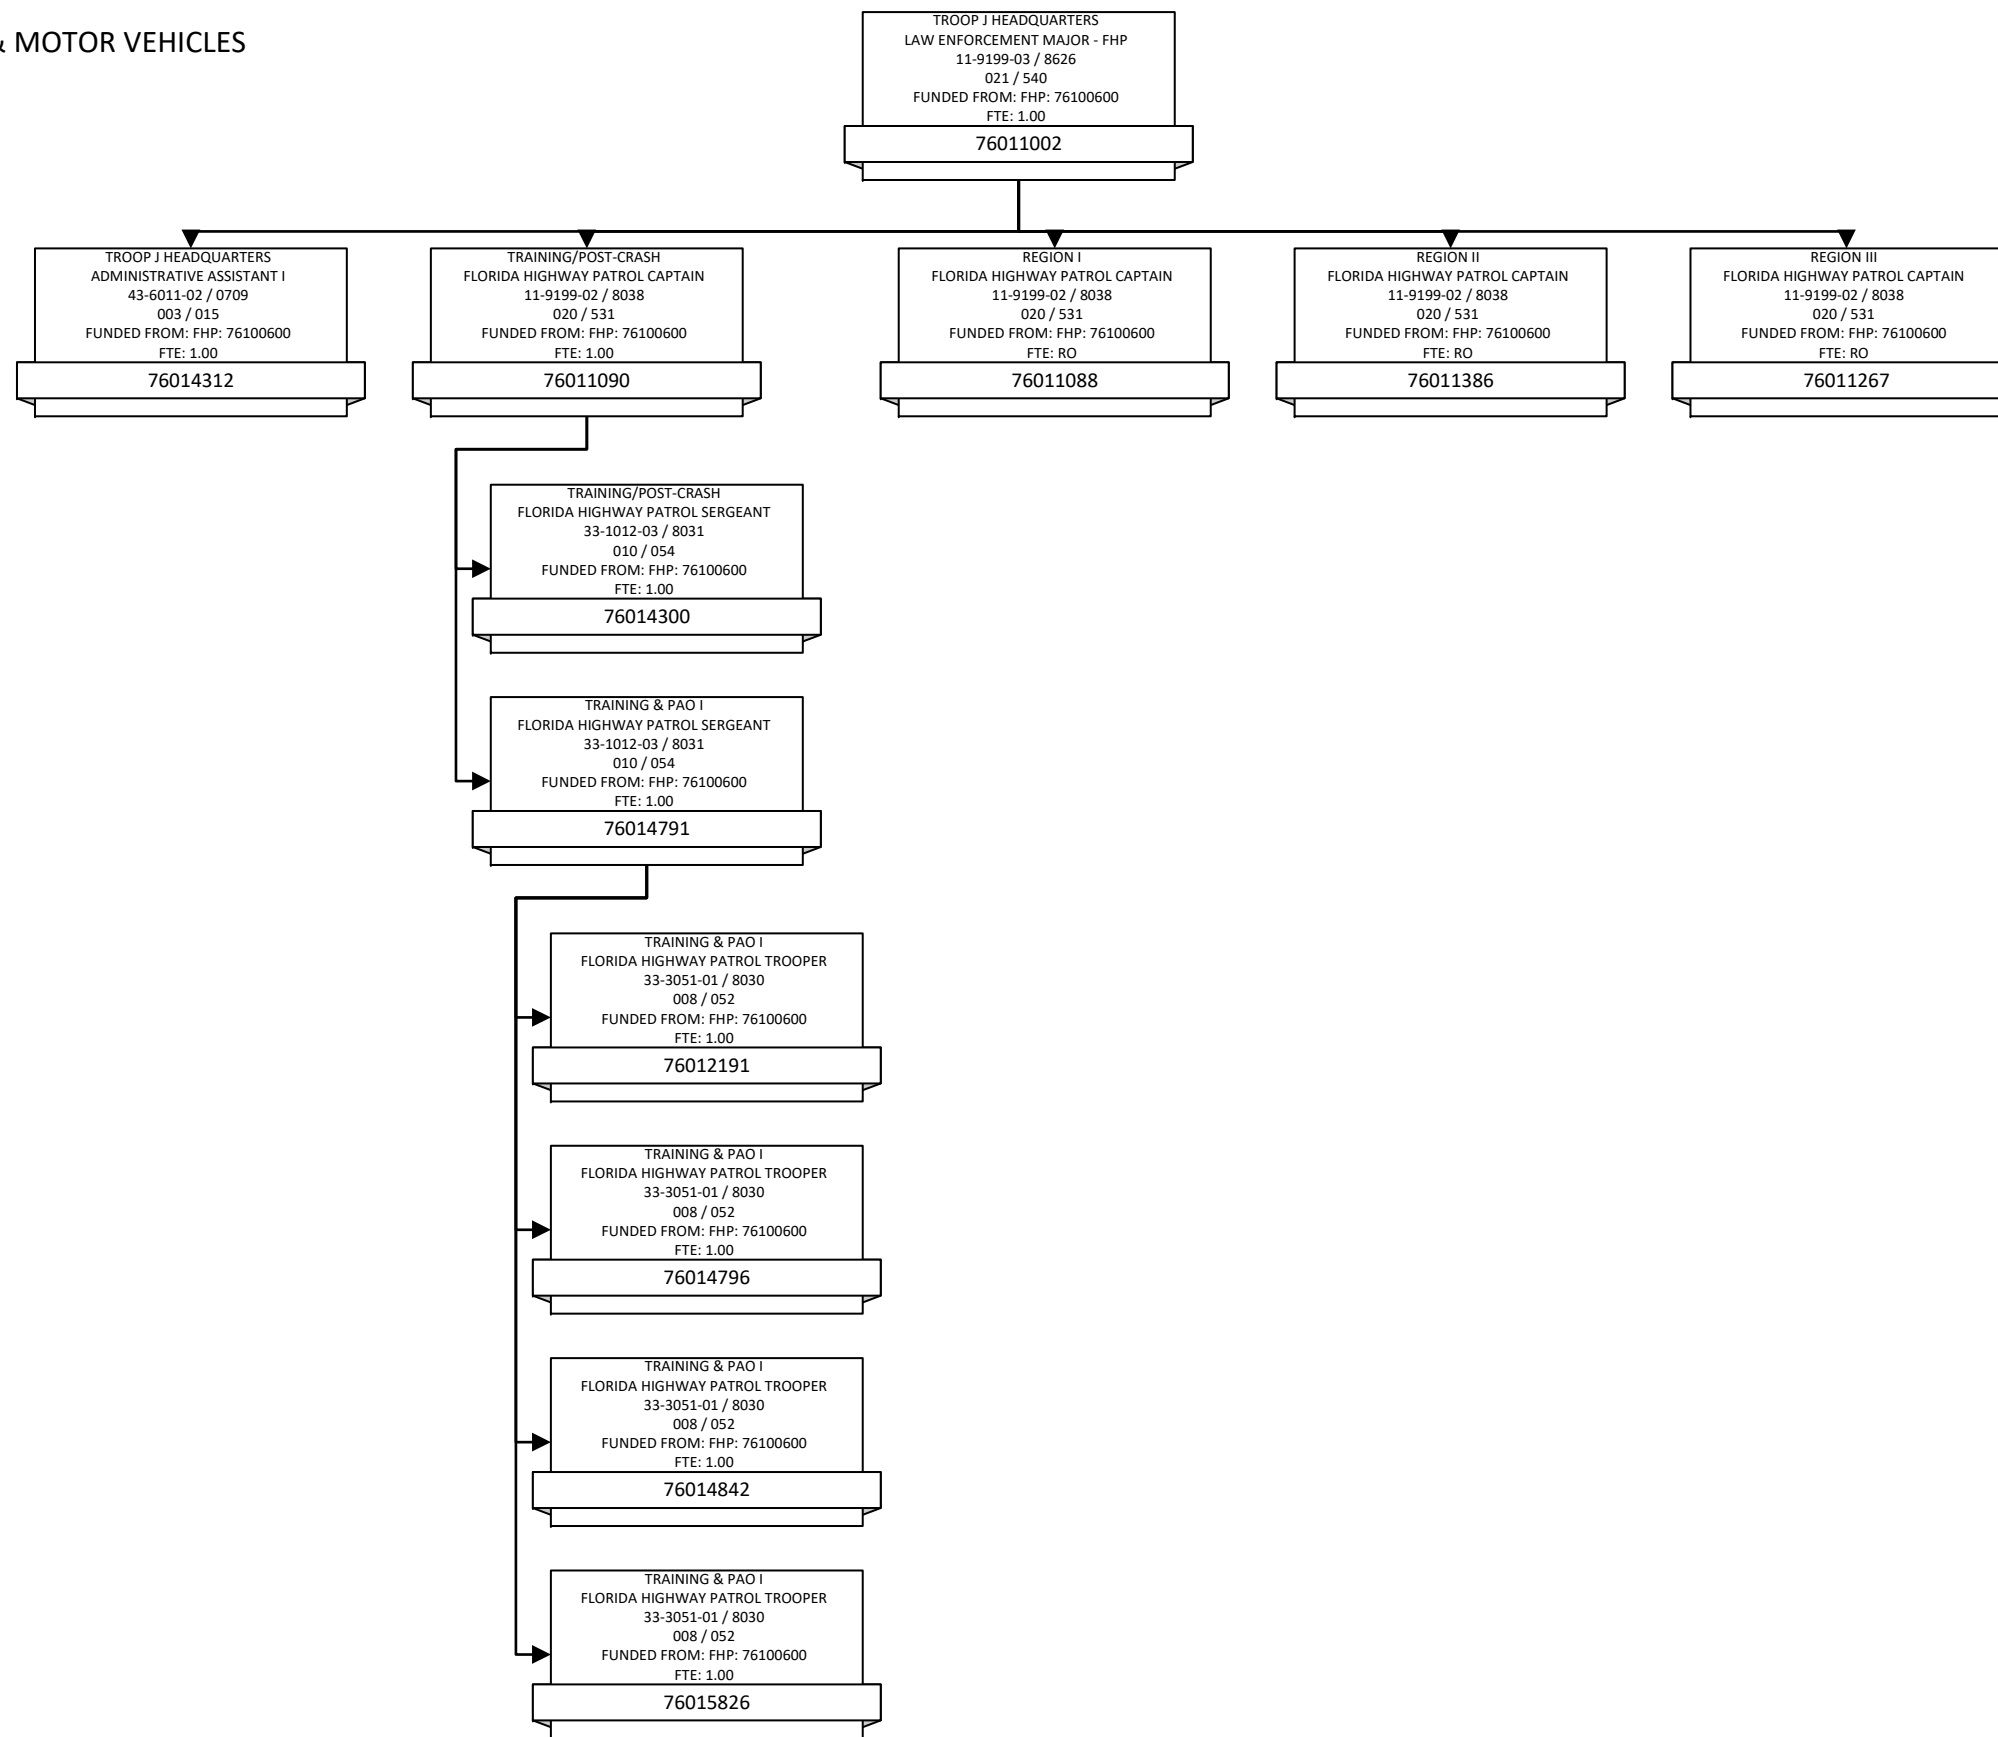 & MOTOR VEHICLES
TROOP J HEADQUARTERS
LAW ENFORCEMENT MAJOR - FHP
11-9199-03 / 8626
021 / 540
FUNDED FROM: FHP: 76100600
FTE: 1.00
76011002
TROOP J HEADQUARTERS
ADMINISTRATIVE ASSISTANT I
43-6011-02 / 0709
003 / 015
FUNDED FROM: FHP: 76100600
FTE: 1.00
76014312
TRAINING/POST-CRASH
FLORIDA HIGHWAY PATROL CAPTAIN
11-9199-02 / 8038
020 / 531
FUNDED FROM: FHP: 76100600
FTE: 1.00
76011090
REGION I
FLORIDA HIGHWAY PATROL CAPTAIN
11-9199-02 / 8038
020 / 531
FUNDED FROM: FHP: 76100600
FTE: RO
76011088
REGION II
FLORIDA HIGHWAY PATROL CAPTAIN
11-9199-02 / 8038
020 / 531
FUNDED FROM: FHP: 76100600
FTE: RO
76011386
REGION III
FLORIDA HIGHWAY PATROL CAPTAIN
11-9199-02 / 8038
020 / 531
FUNDED FROM: FHP: 76100600
FTE: RO
76011267
TRAINING/POST-CRASH
FLORIDA HIGHWAY PATROL SERGEANT
33-1012-03 / 8031
010 / 054
FUNDED FROM: FHP: 76100600
FTE: 1.00
76014300
TRAINING & PAO I
FLORIDA HIGHWAY PATROL SERGEANT
33-1012-03 / 8031
010 / 054
FUNDED FROM: FHP: 76100600
FTE: 1.00
76014791
TRAINING & PAO I
FLORIDA HIGHWAY PATROL TROOPER
33-3051-01 / 8030
008 / 052
FUNDED FROM: FHP: 76100600
FTE: 1.00
76012191
TRAINING & PAO I
FLORIDA HIGHWAY PATROL TROOPER
33-3051-01 / 8030
008 / 052
FUNDED FROM: FHP: 76100600
FTE: 1.00
76014796
TRAINING & PAO I
FLORIDA HIGHWAY PATROL TROOPER
33-3051-01 / 8030
008 / 052
FUNDED FROM: FHP: 76100600
FTE: 1.00
76014842
TRAINING & PAO I
FLORIDA HIGHWAY PATROL TROOPER
33-3051-01 / 8030
008 / 052
FUNDED FROM: FHP: 76100600
FTE: 1.00
76015826